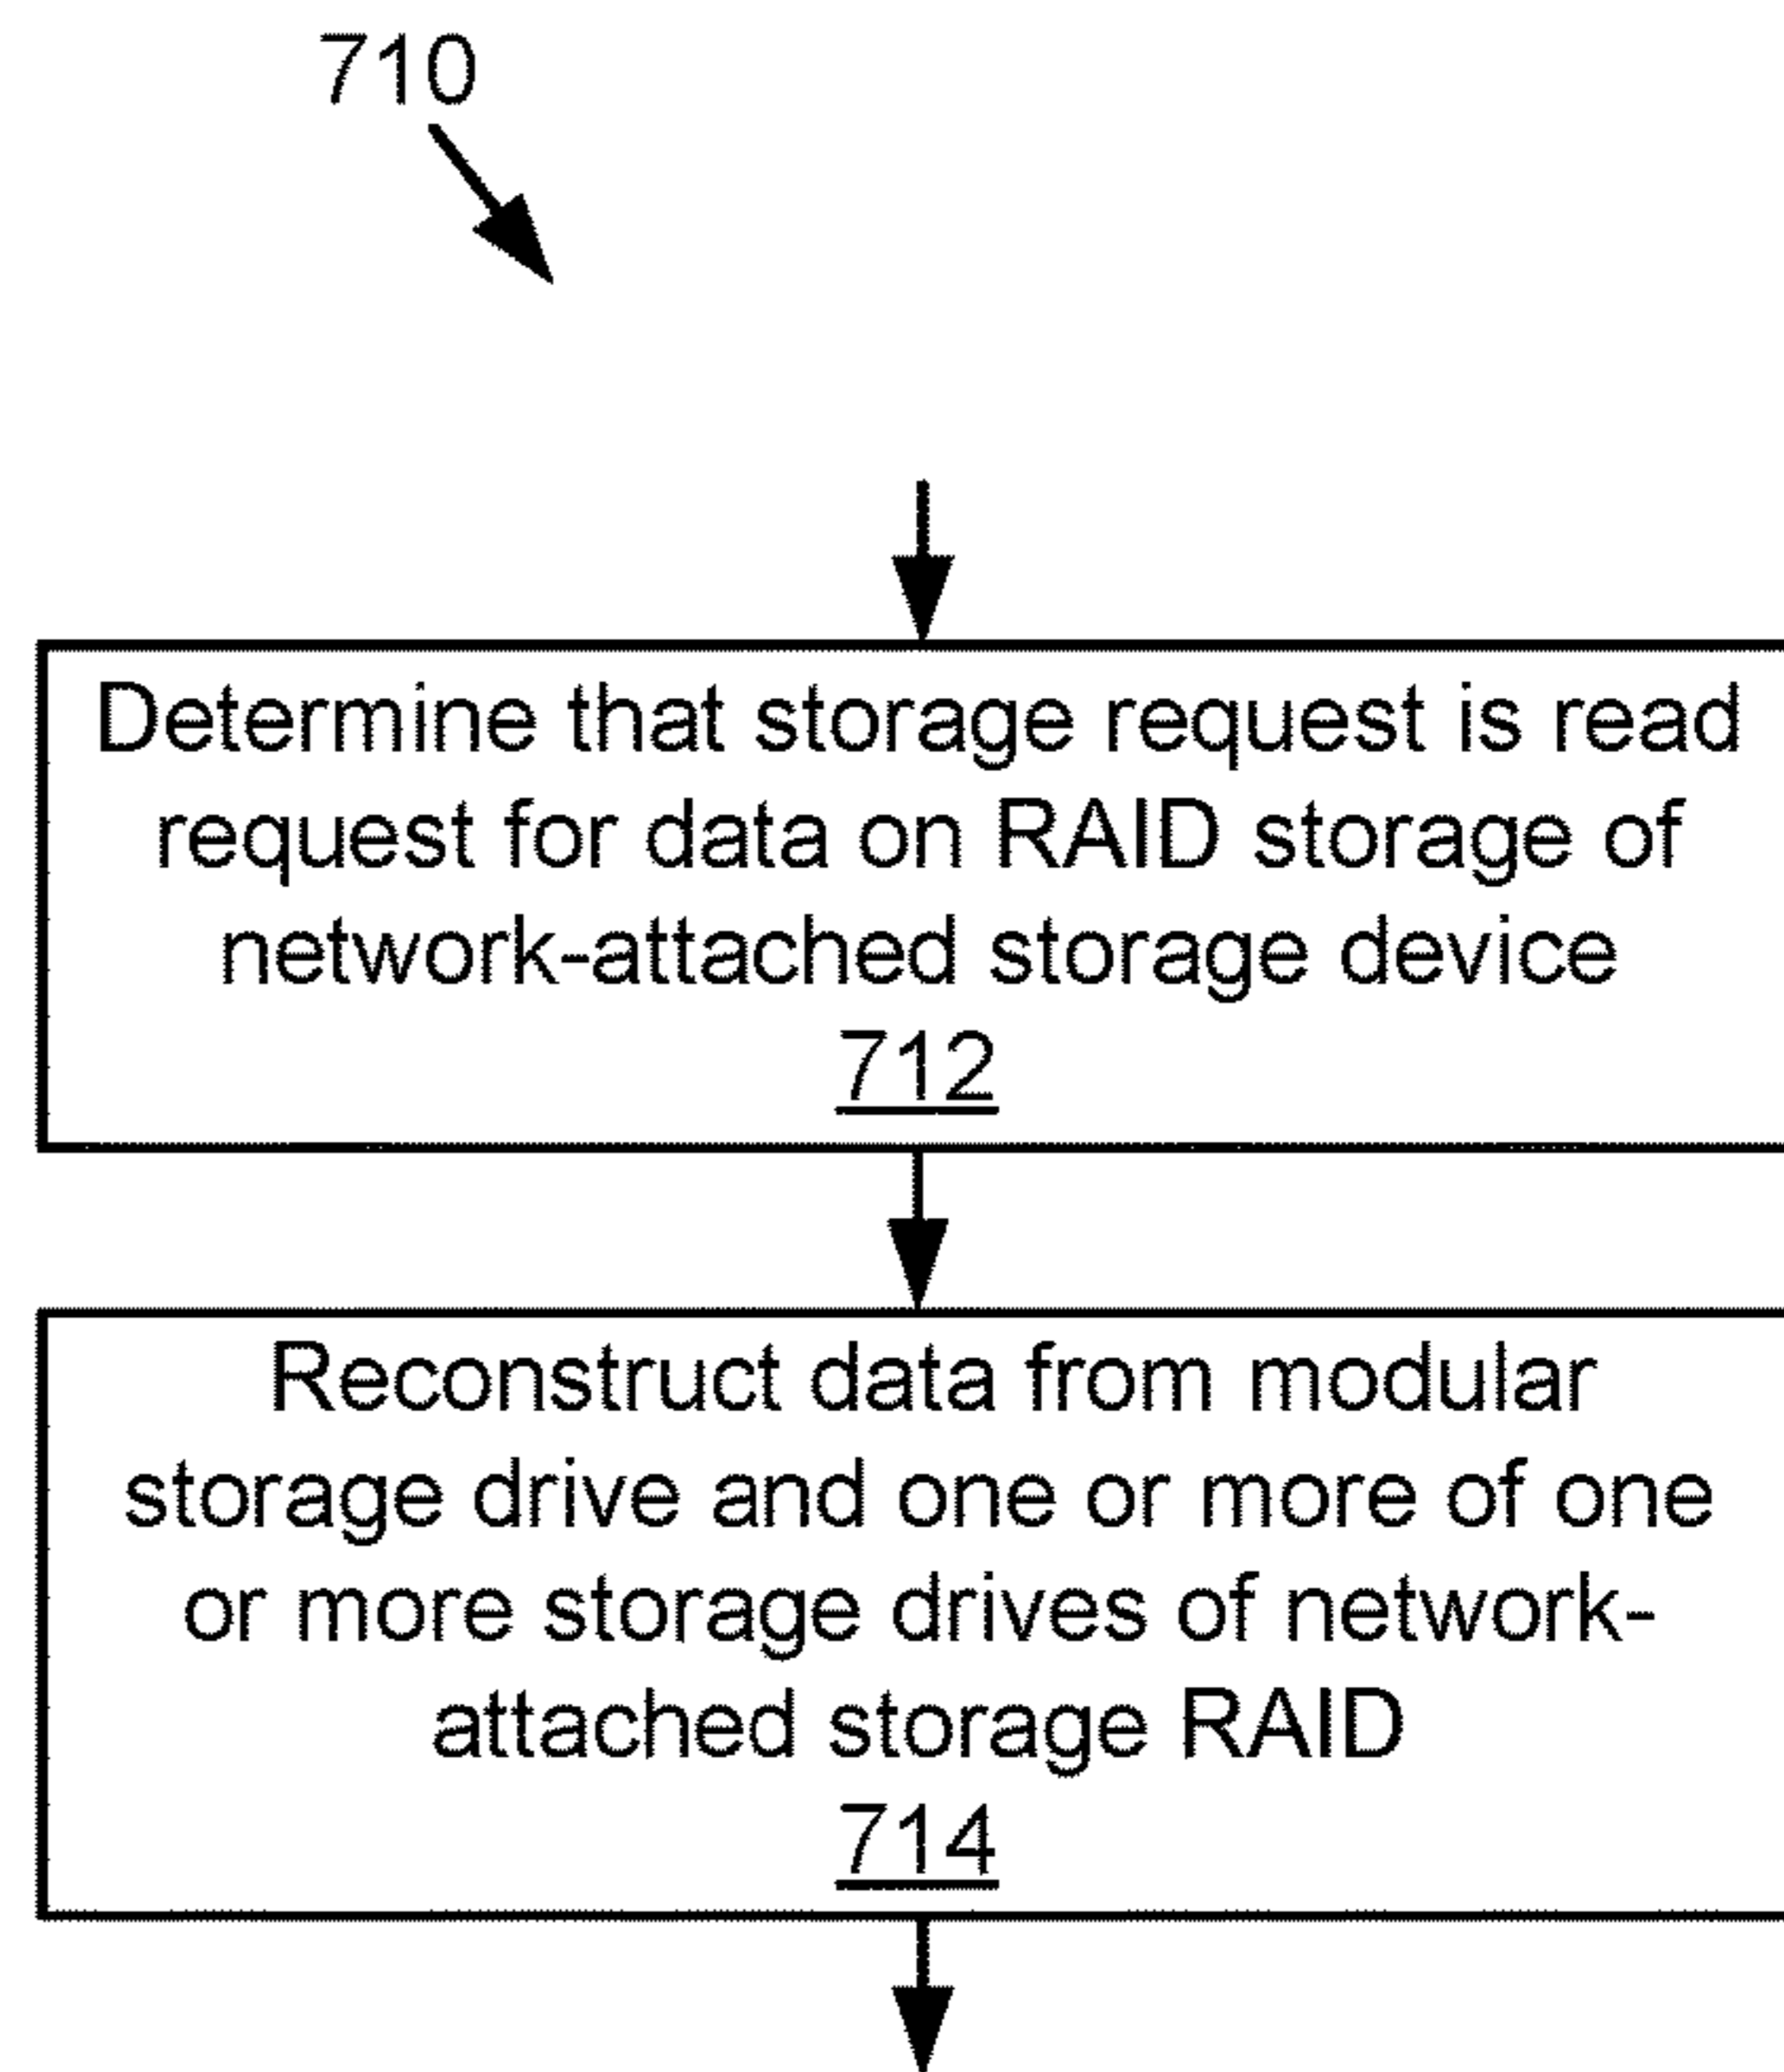 710
Determine that storage request is read
request for data on RAID storage of
network-attached storage device
712
Reconstruct data from modular
storage drive and one or more of one
or more storage drives of network-
attached storage RAID
714